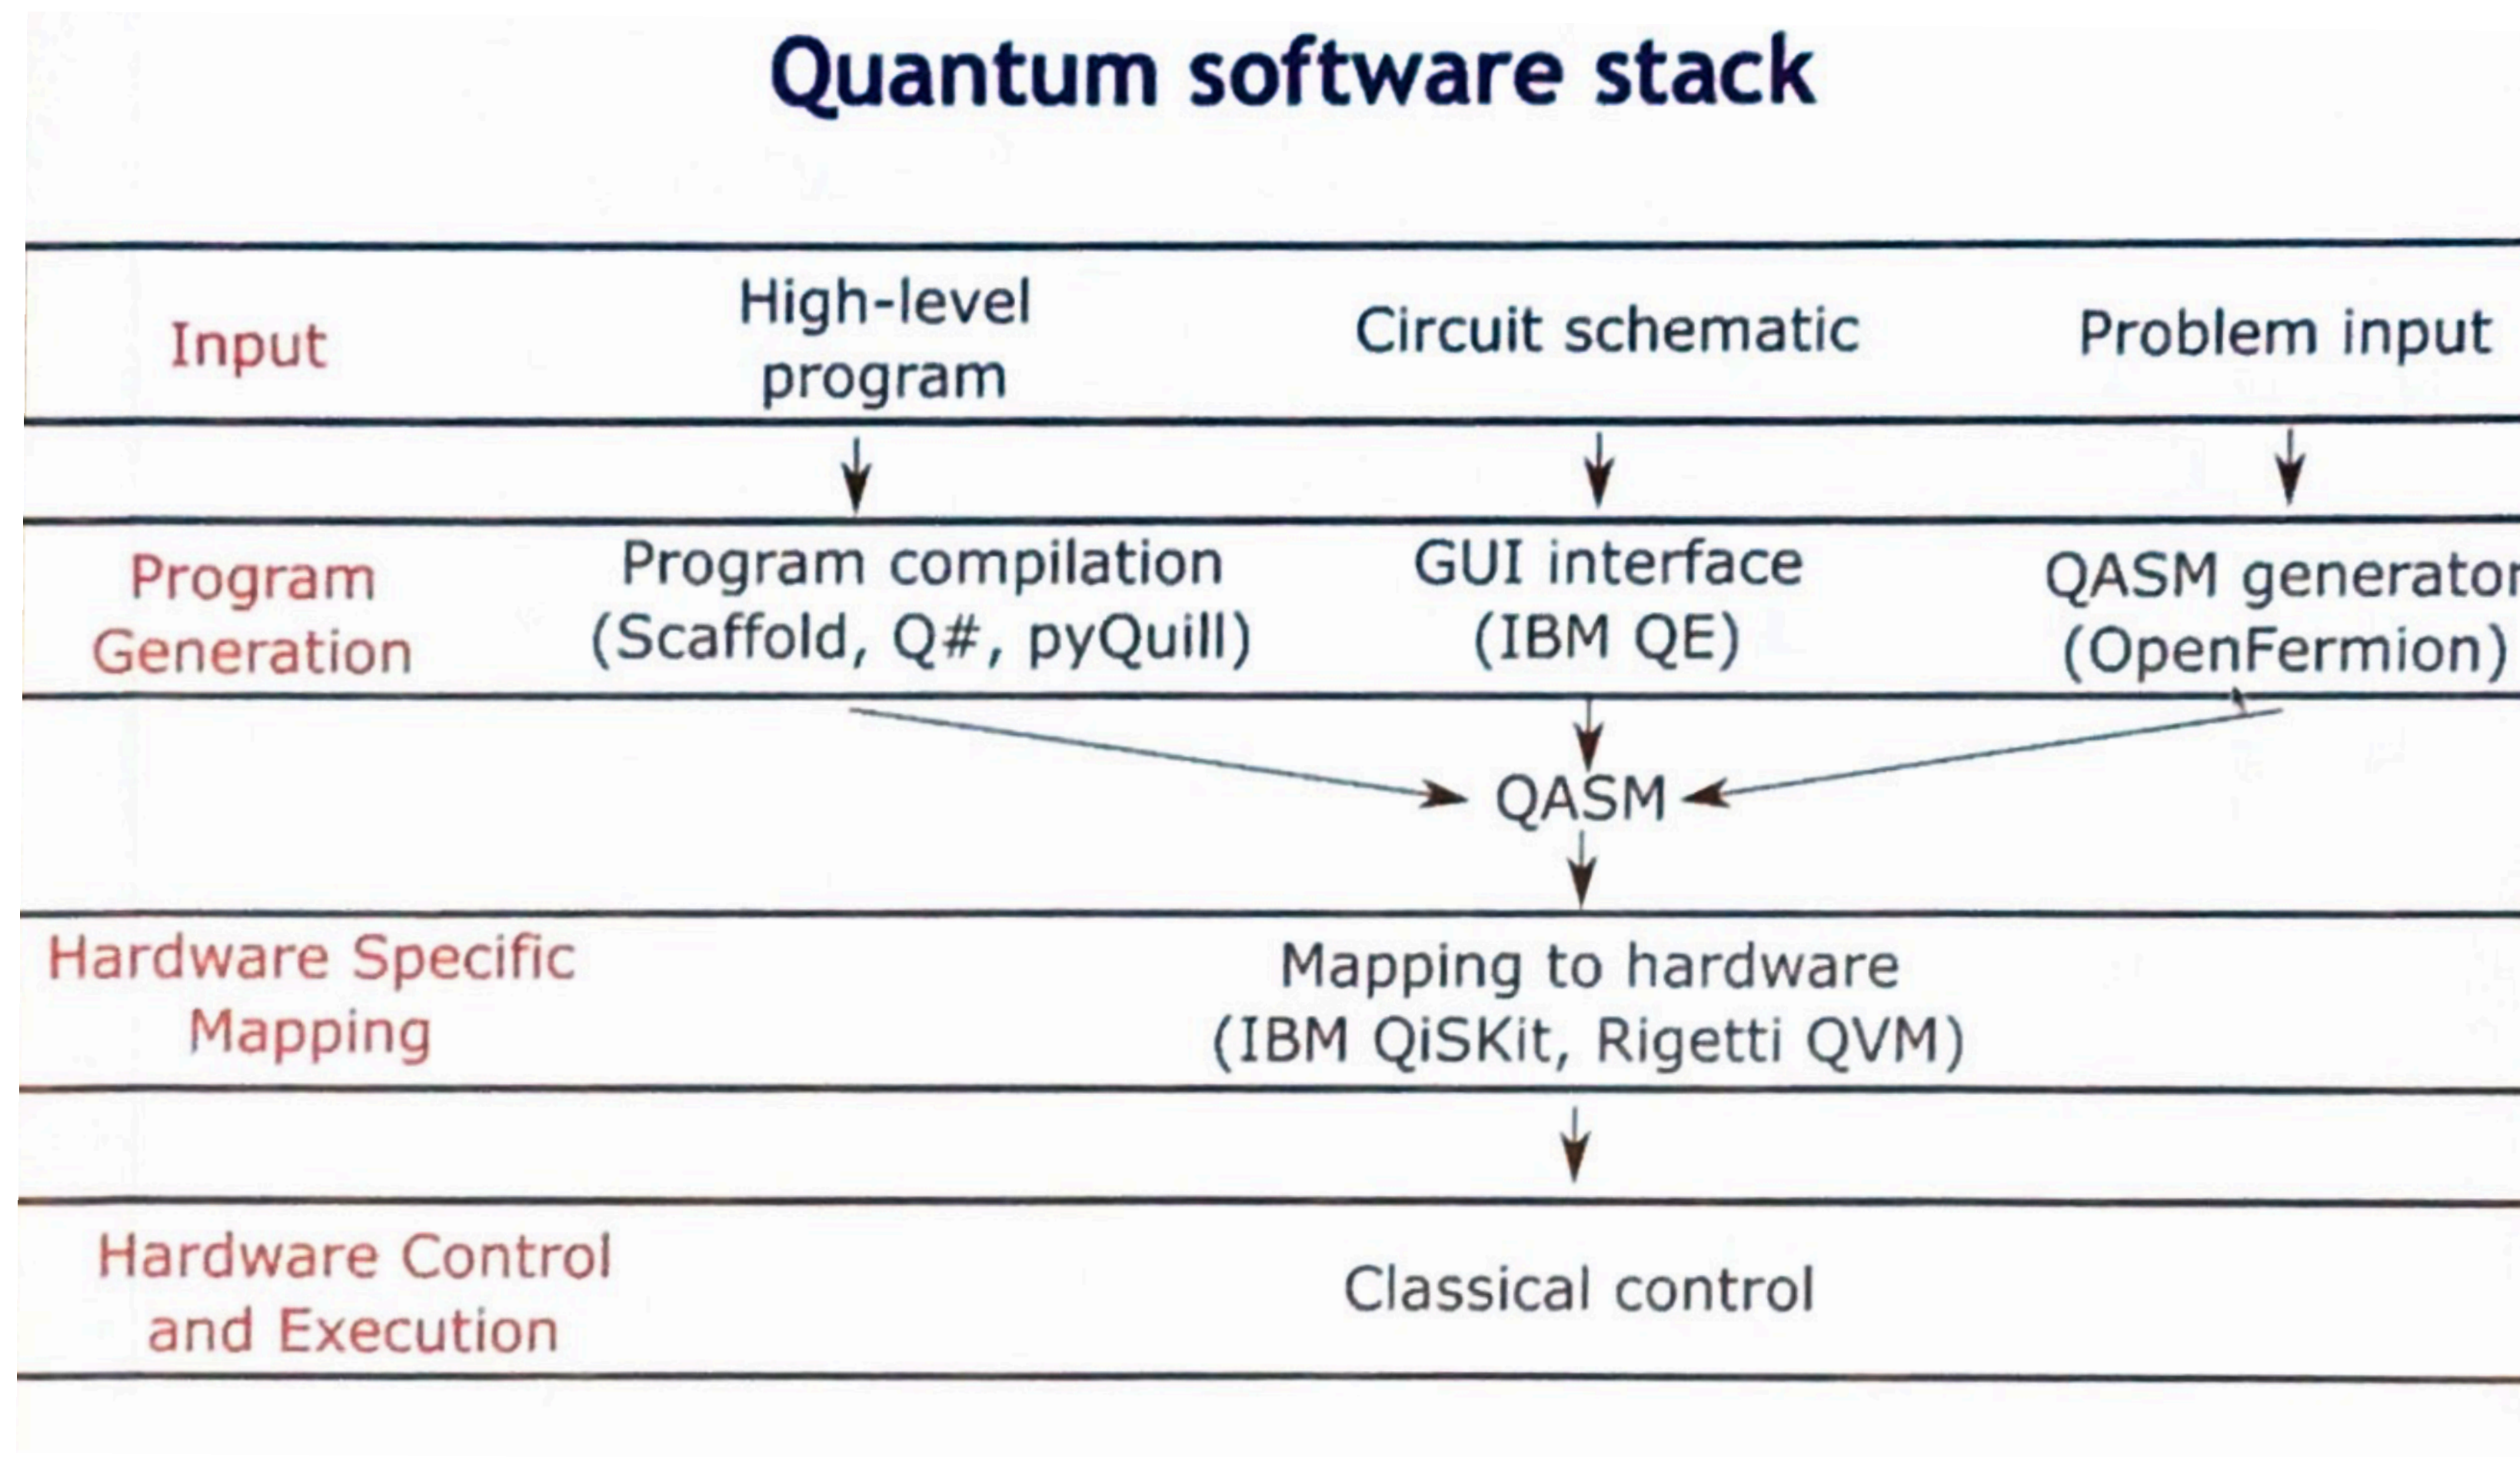 Quantum software stack
Input
High-level
program
Circuit schematic
Problem input
Program
Generation
Program compilation
(Scaffold, Q#, pyQuill)
GUI interface
(IBM QE)
QASM generator
(OpenFermion)
QASM
Hardware Specific
Mapping
Mapping to hardware
(IBM QiSKit, Rigetti QVM)
Hardware Control
and Execution
Classical control